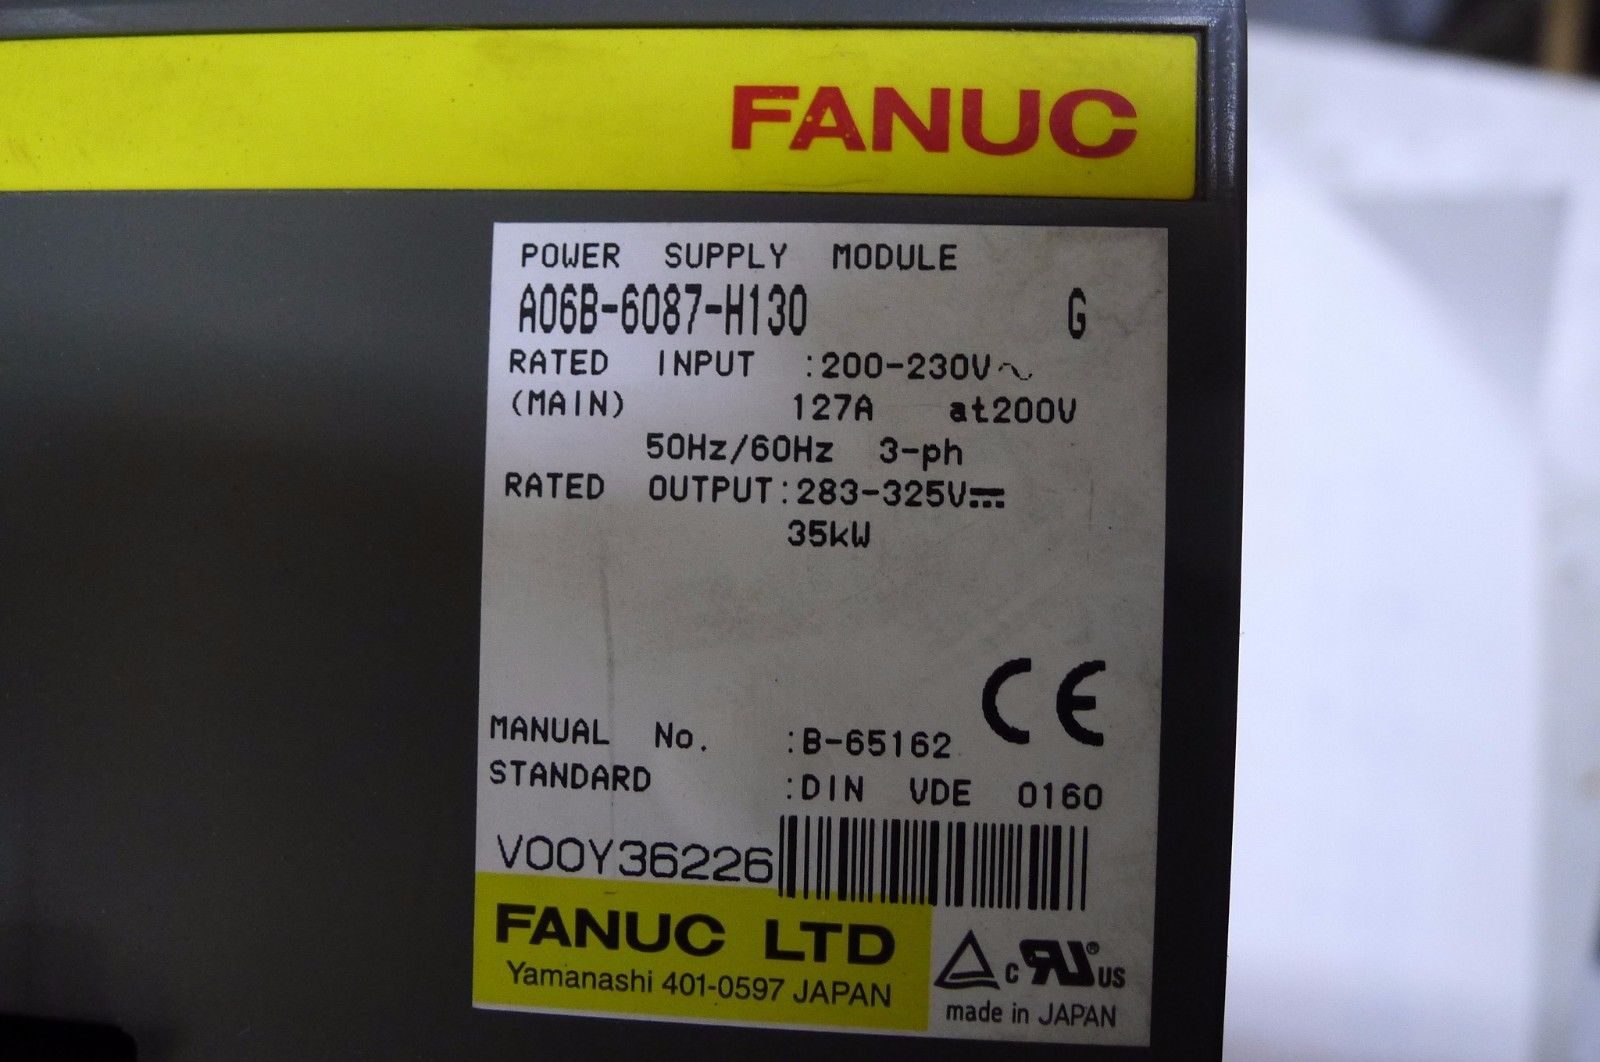 FANUC
POWER SUPPLY MODULE
A06B-6087-H130 G
RATED INPUT :200-230V~
(MAIN) 127A at200V
50Hz/60Hz 3-ph
RATED OUTPUT:283-325V⎓
35kW
CE
MANUAL No. :B-65162
STANDARD :DIN VDE 0160
V00Y36226
FANUC LTD
Yamanashi 401-0597 JAPAN
c RU ® US
made in JAPAN